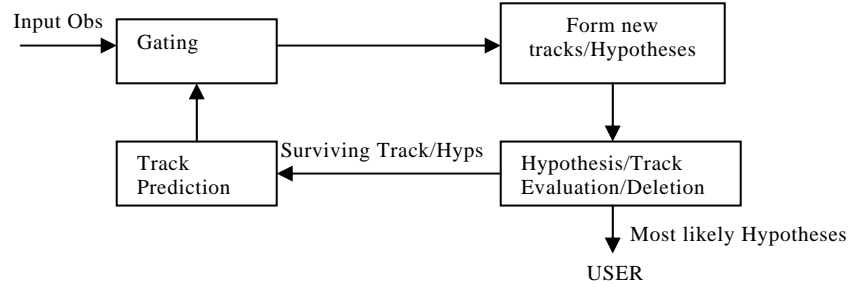 Input Obs
Gating
Form new
tracks/Hypotheses
Track
Prediction
Surviving Track/Hyps
Hypothesis/Track
Evaluation/Deletion
Most likely Hypotheses
USER